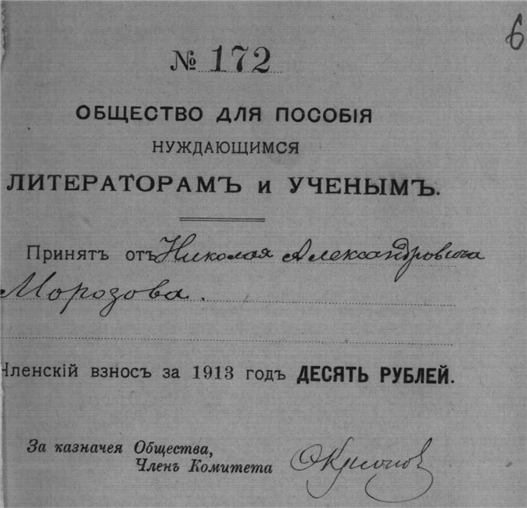 6
№ 172
ОБЩЕСТВО ДЛЯ ПОСОБІЯ
НУЖДАЮЩИМСЯ
ЛИТЕРАТОРАМЪ и УЧЕНЫМЪ.
Принятъ отъ Николая Александровича
Морозова.
Членскій взносъ за 1913 годъ ДЕСЯТЬ РУБЛЕЙ.
За казначея Общества,
Членъ Комитета